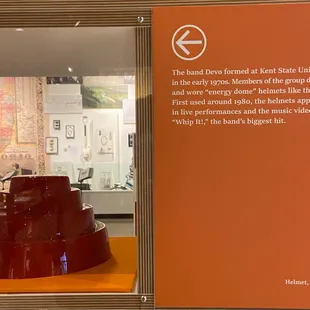 The band Devo formed at Kent State Uni
in the early 1970s. Members of the group d
and wore “energy dome” helmets like th
First used around 1980, the helmets app
in live performances and the music video
“Whip It!,” the band’s biggest hit.
Helmet,